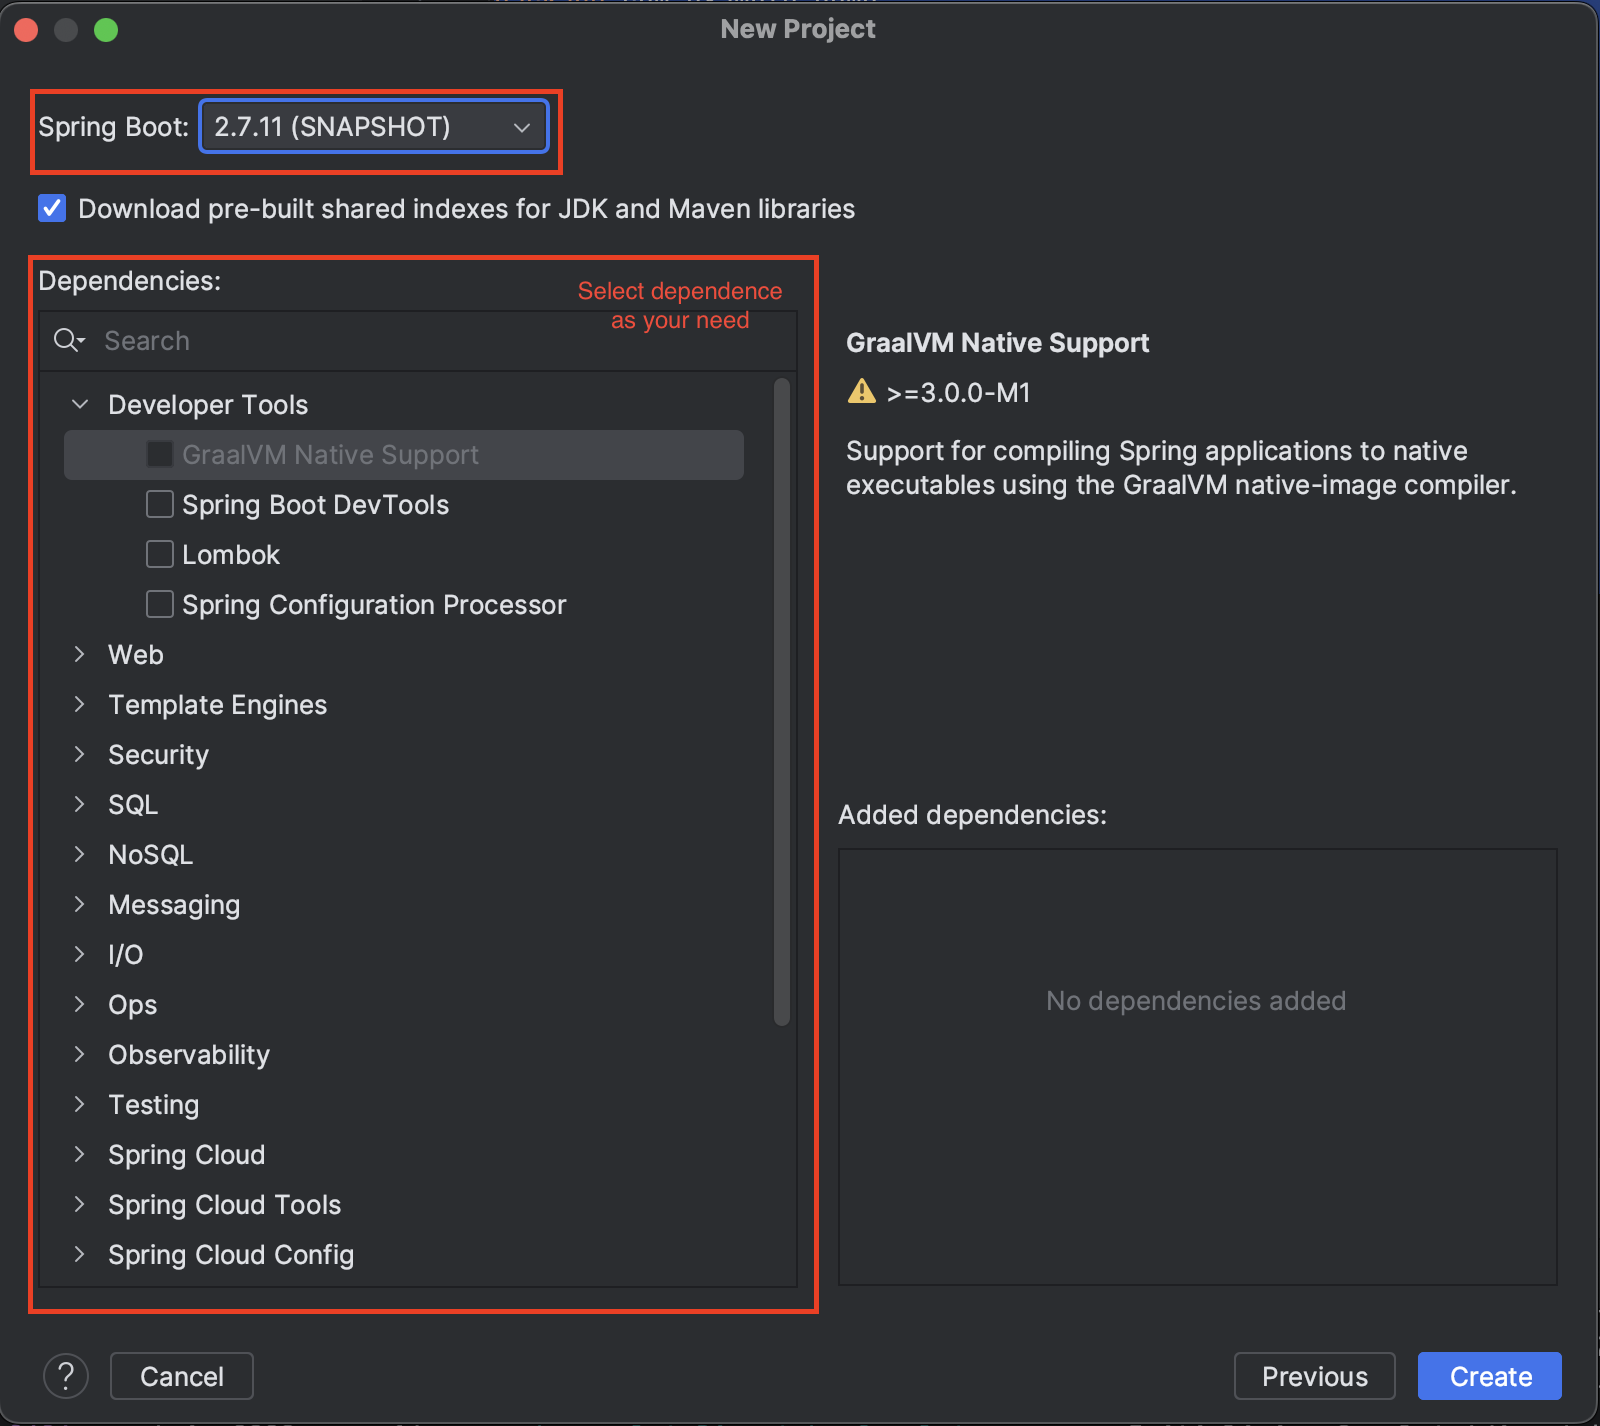 New Project
Spring Boot: 2.7.11 (SNAPSHOT)
Download pre-built shared indexes for JDK and Maven libraries
Dependencies:
Select dependence
as your need
Search
Developer Tools
GraalVM Native Support
Spring Boot DevTools
Lombok
Spring Configuration Processor
Web
Template Engines
Security
SQL
NoSQL
Messaging
I/O
Ops
Observability
Testing
Spring Cloud
Spring Cloud Tools
Spring Cloud Config
GraalVM Native Support
>=3.0.0-M1
Support for compiling Spring applications to native
executables using the GraalVM native-image compiler.
Added dependencies:
No dependencies added
?
Cancel
Previous
Create